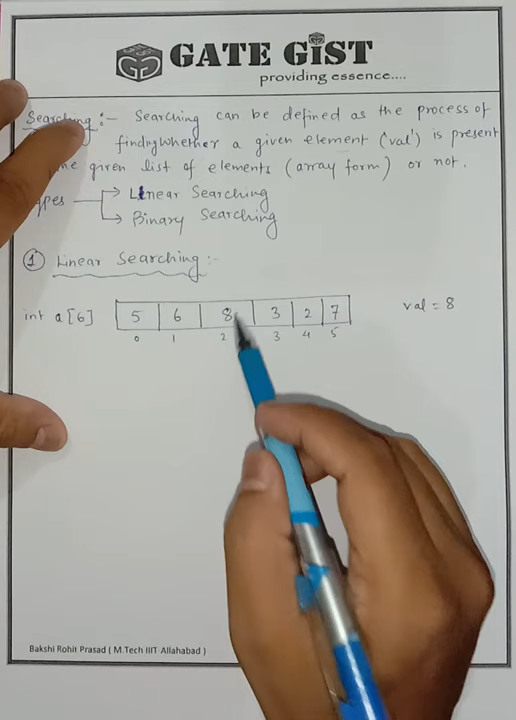 GATE GIST
providing essence....
Searching :- Searching can be defined as the process of
finding whether a given element ('val') is present
given list of elements (array form) or not.
Linear Searching
Binary Searching
① Linear Searching :-
int a[6] 5 6 8 3 2 7 val = 8
0 1 2 3 4 5
Bakshi Rohit Prasad ( M.Tech IIIT Allahabad )